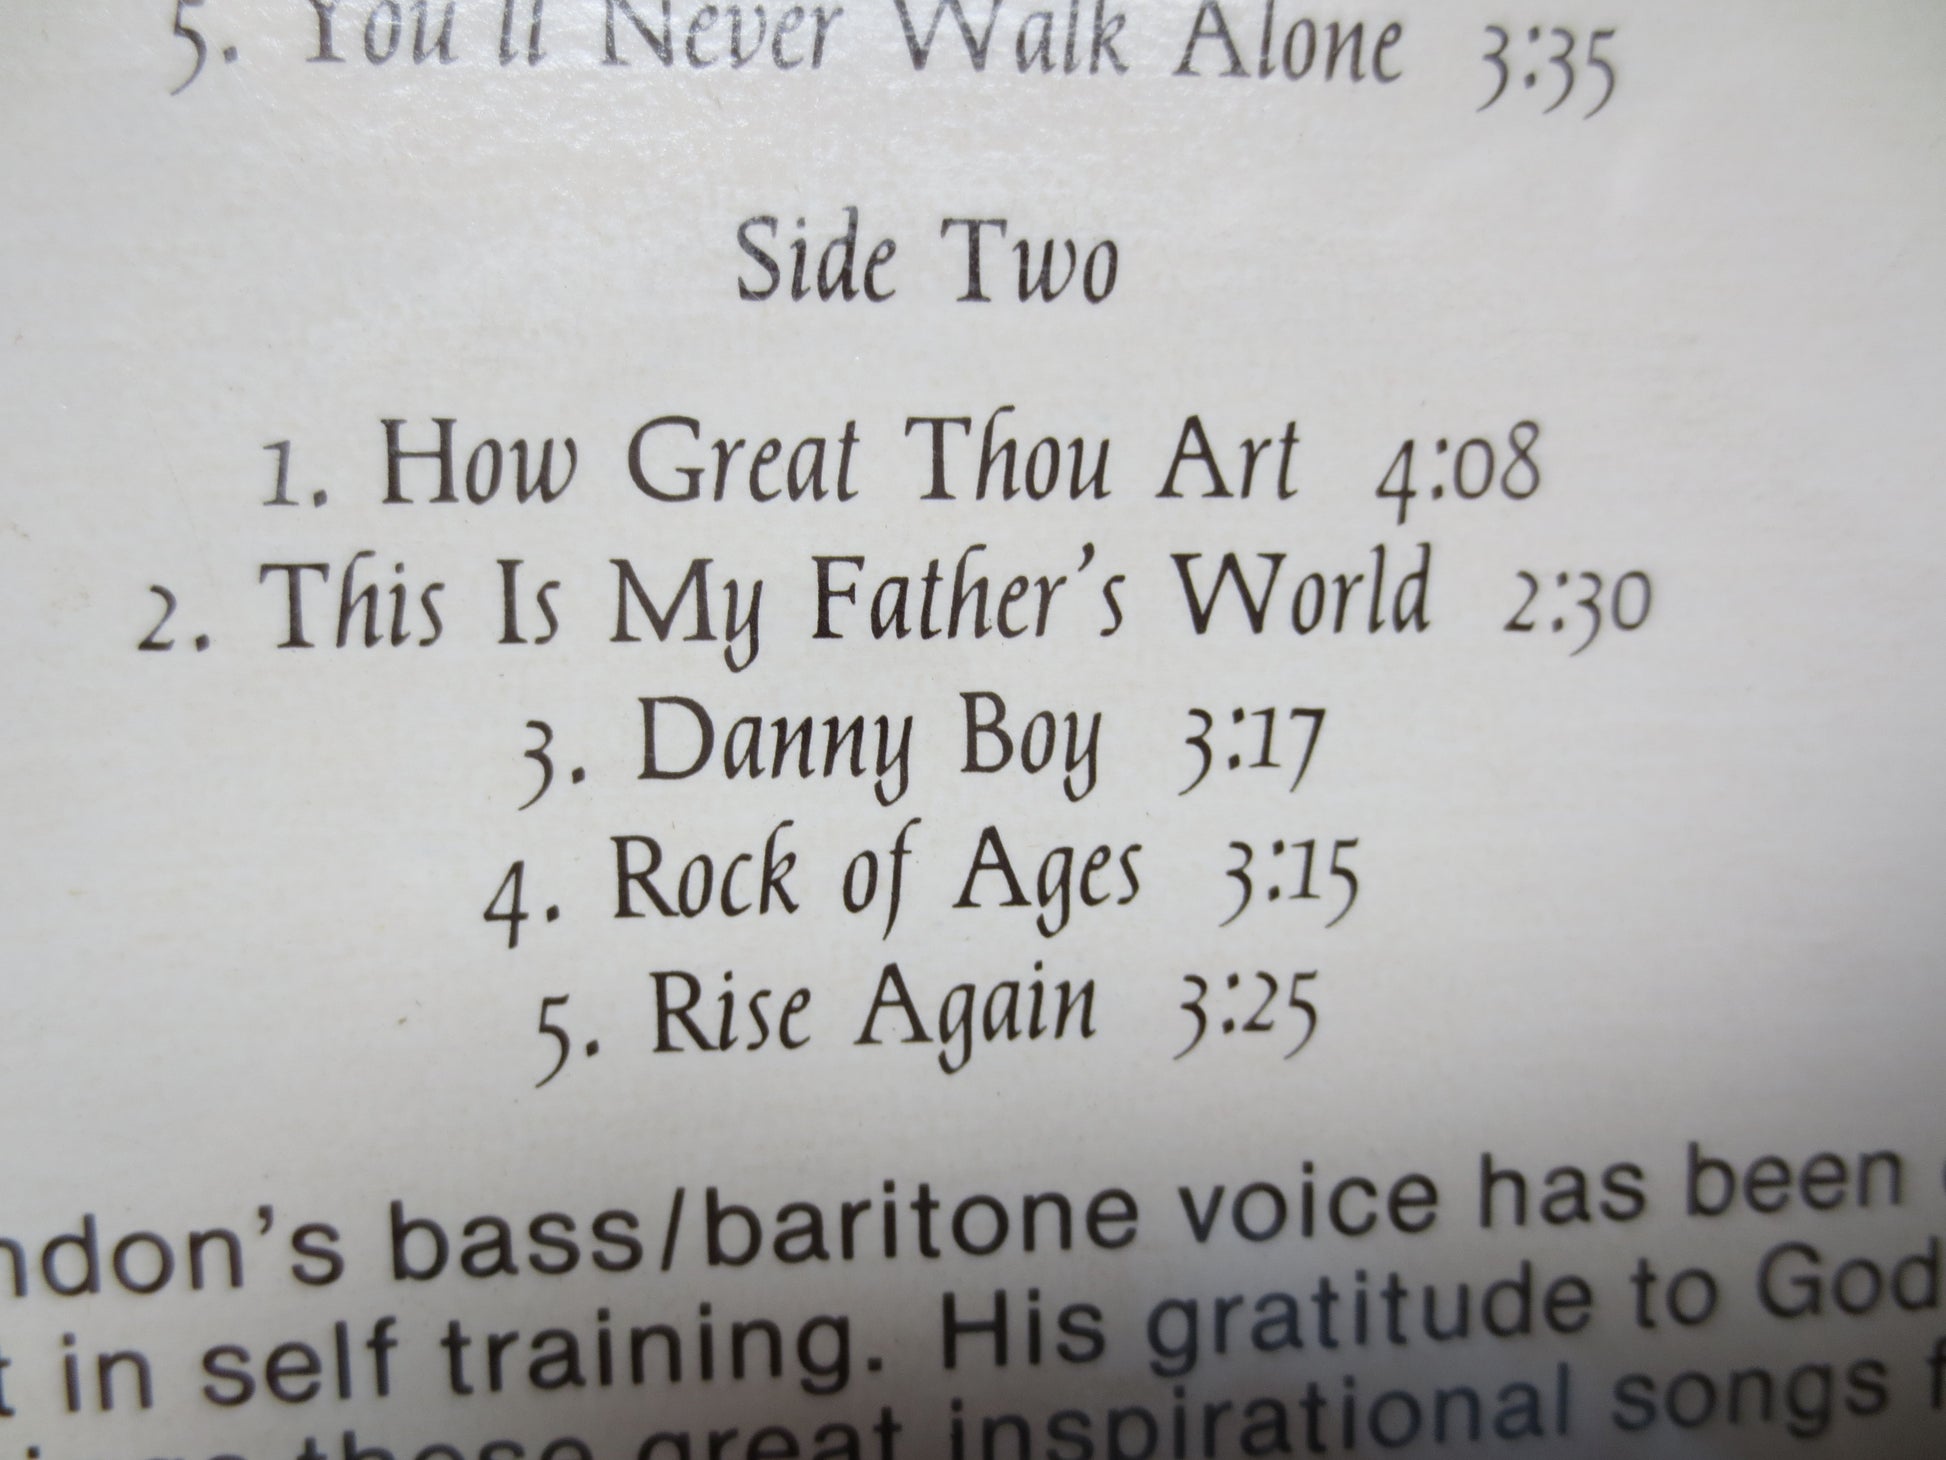 5. You'll Never Walk Alone 3:35
Side Two
1. How Great Thou Art 4:08
2. This Is My Father's World 2:30
3. Danny Boy 3:17
4. Rock of Ages 3:15
5. Rise Again 3:25
ndon's bass/baritone voice has been
in self training. His gratitude to God
these great inspirational songs